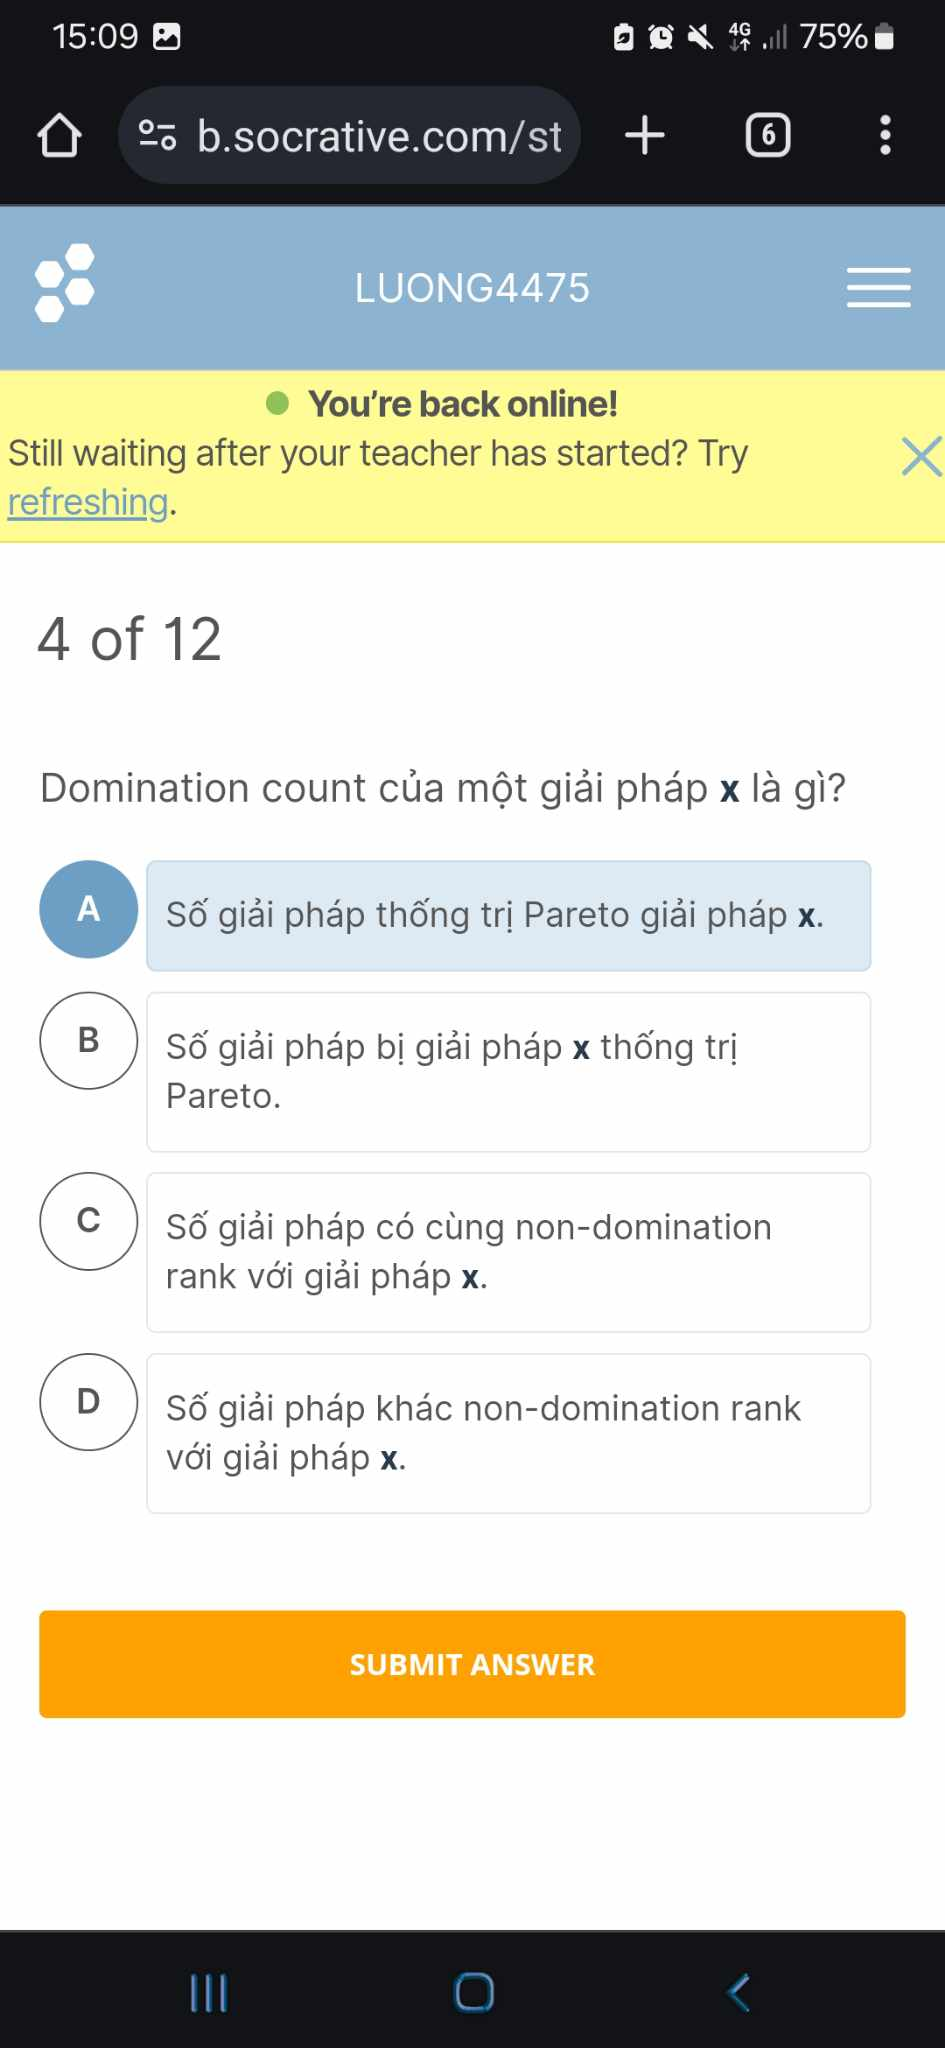 15:09
4G
75%
b.socrative.com/st
6
LUONG4475
You're back online!
Still waiting after your teacher has started? Try
refreshing.
4 of 12
Domination count của một giải pháp x là gì?
A
Số giải pháp thống trị Pareto giải pháp x.
B
Số giải pháp bị giải pháp x thống trị
Pareto.
C
Số giải pháp có cùng non-domination
rank với giải pháp x.
D
Số giải pháp khác non-domination rank
với giải pháp x.
SUBMIT ANSWER